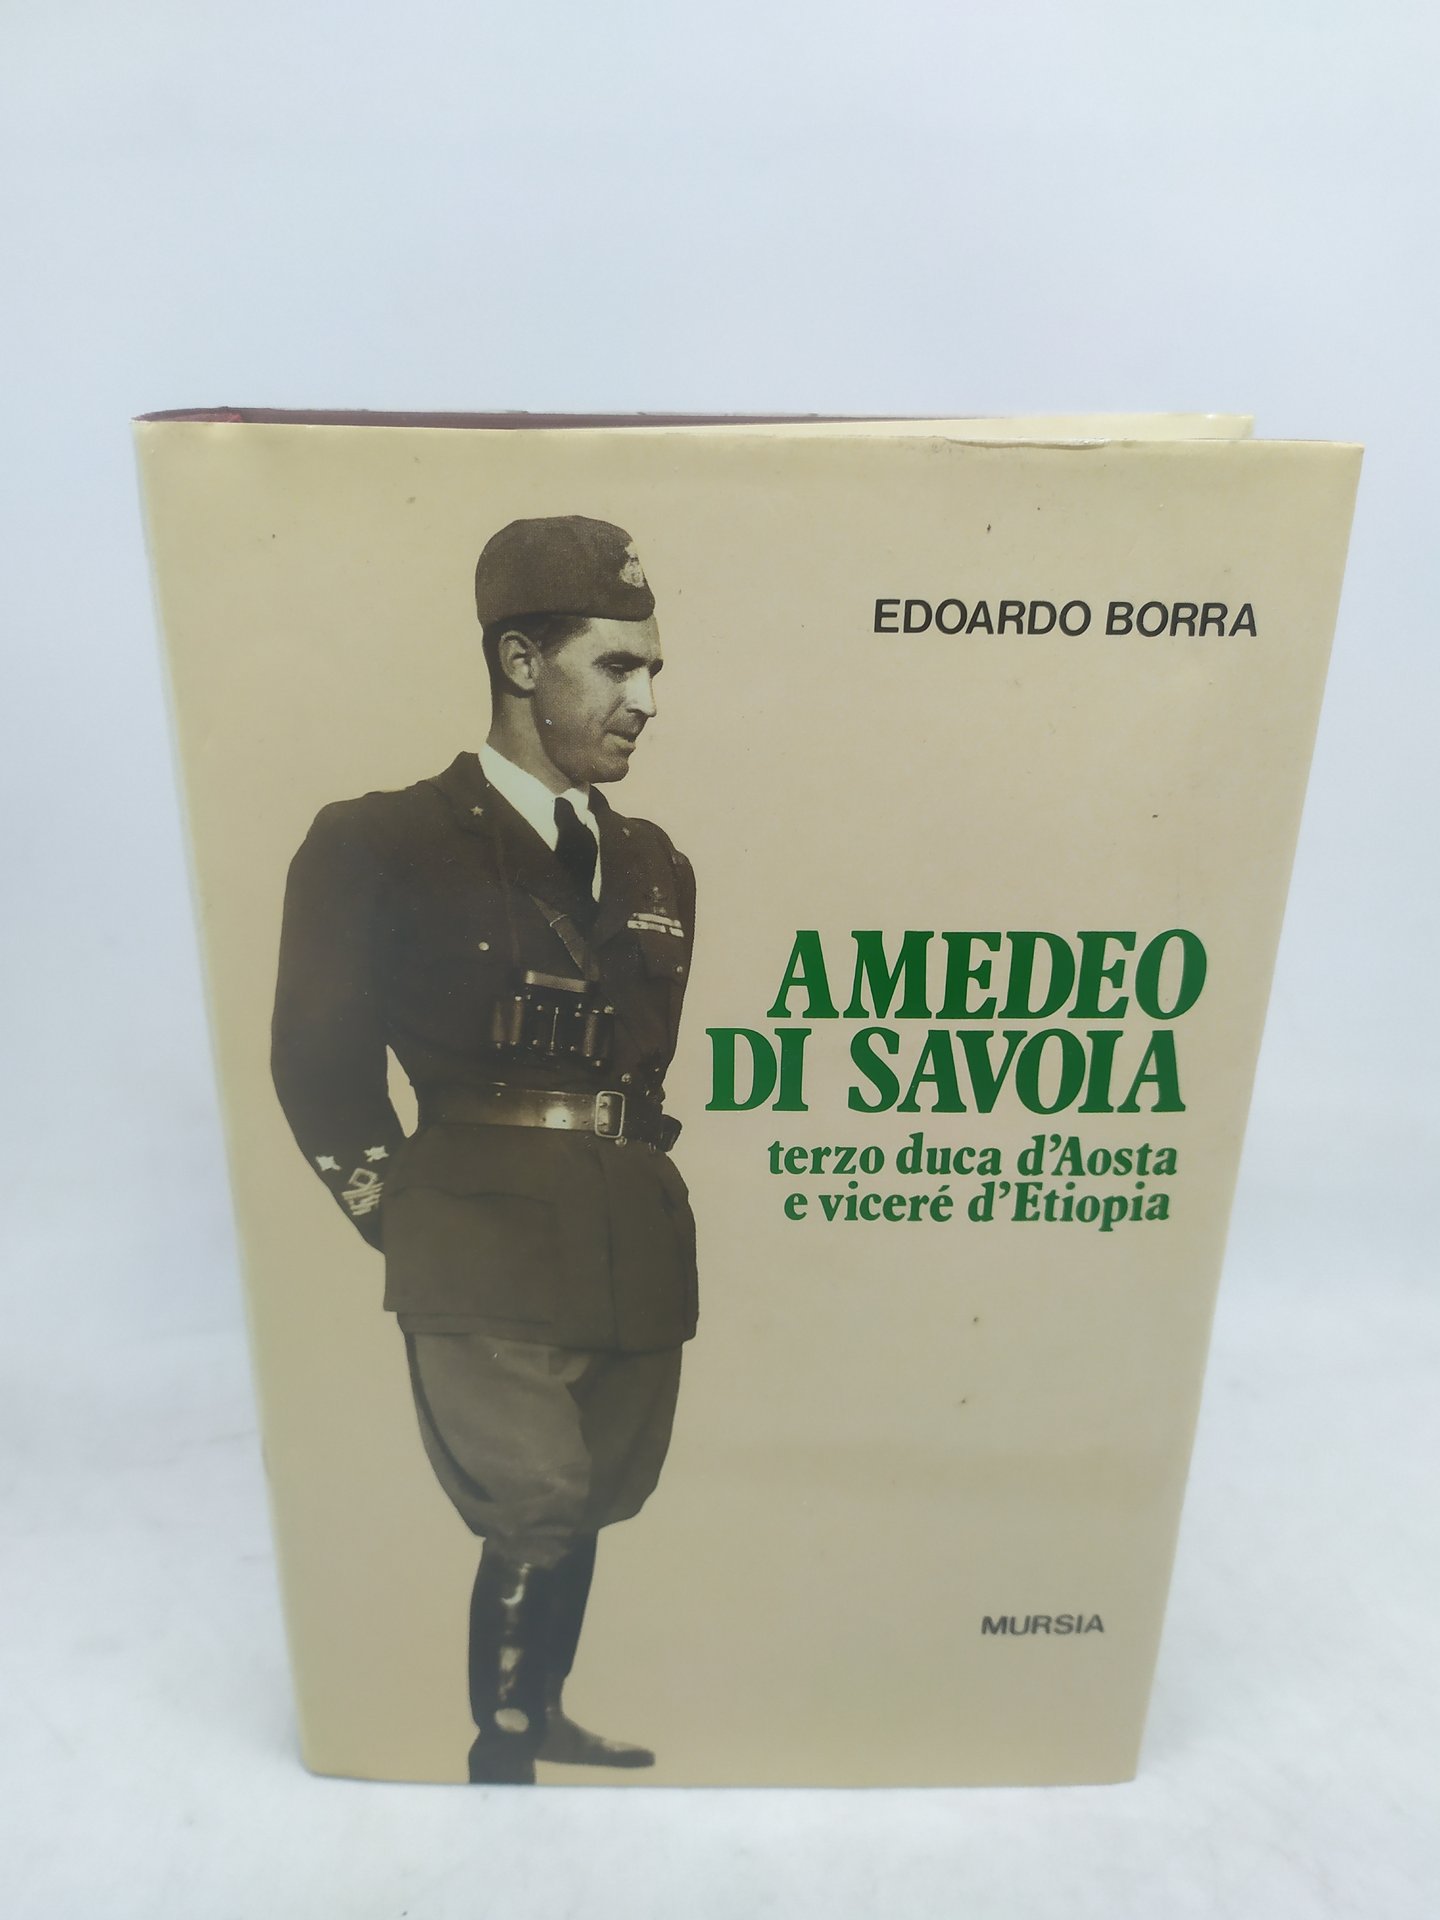 EDOARDO BORRA
AMEDEO
DI SAVOIA
terzo duca d'Aosta
e viceré d'Etiopia
MURSIA